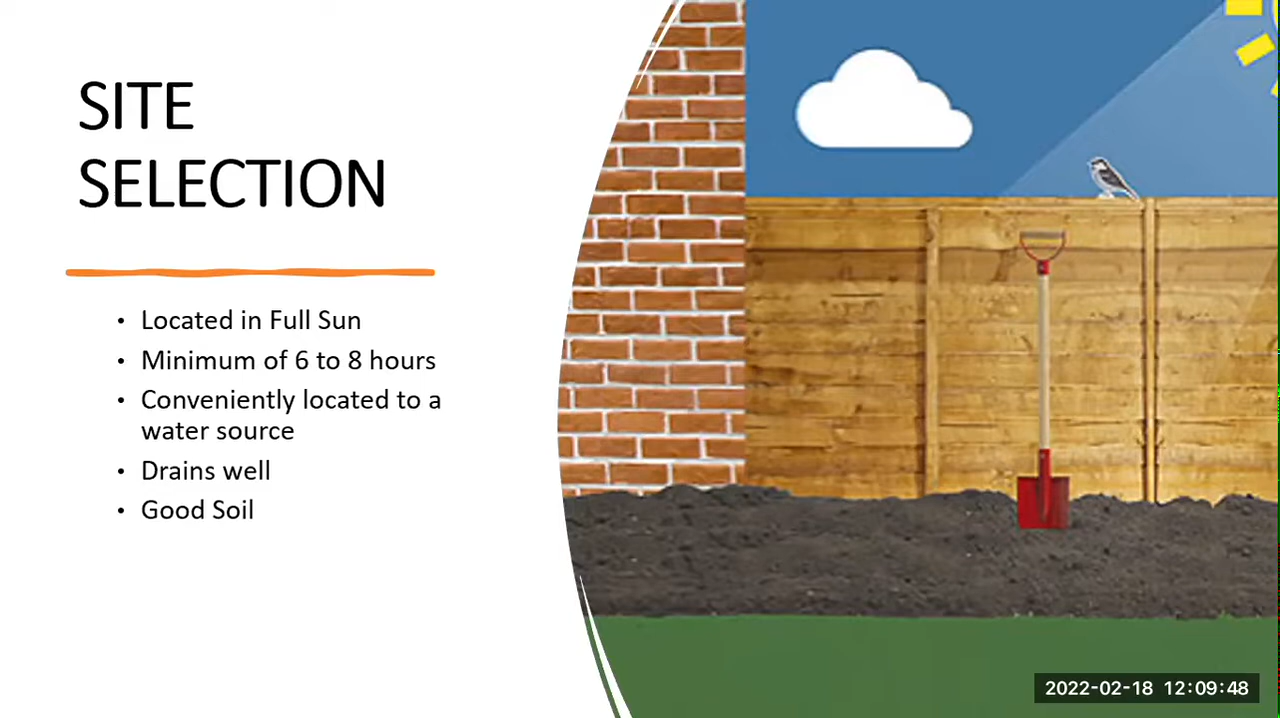 SITE
SELECTION
• Located in Full Sun
• Minimum of 6 to 8 hours
• Conveniently located to a
water source
• Drains well
• Good Soil
2022-02-18 12:09:48